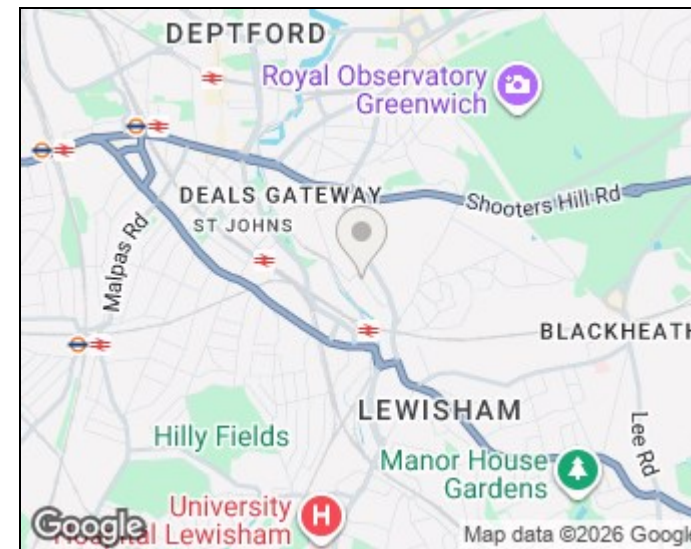 DEPTFORD
Royal Observatory
Greenwich
DEALS GATEWAY
Shooters Hill Rd
ST JOHNS
Malpas Rd
BLACKHEATH
LEWISHAM
Hilly Fields
Manor House
Gardens
Lee Rd
University
Hospital Lewisham
H
Google
Map data ©2026 Google